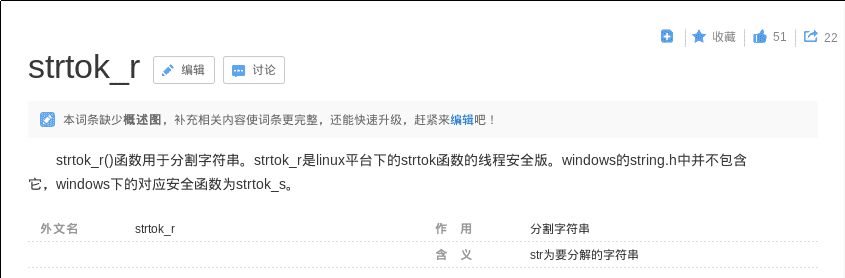 收藏 51 22
strtok_r 编辑 讨论
本词条缺少概述图，补充相关内容使词条更完整，还能快速升级，赶紧来编辑吧！
strtok_r()函数用于分割字符串。strtok_r是linux平台下的strtok函数的线程安全版。windows的string.h中并不包含
它，windows下的对应安全函数为strtok_s。
外文名 strtok_r 作 用 分割字符串
含 义 str为要分解的字符串